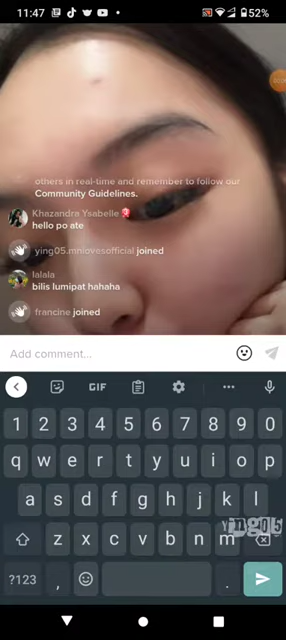 11:47
52%
others in real-time and remember to follow our
Community Guidelines.
Khazandra Ysabelle
hello po ate
ying05.mnlovesofficial joined
lalala
bilis lumipat hahaha
francine joined
Add comment...
GIF
1 2 3 4 5 6 7 8 9 0
q w e r t y u i o p
a s d f g h j k l
z x c v b n m
ying05
?123 , .